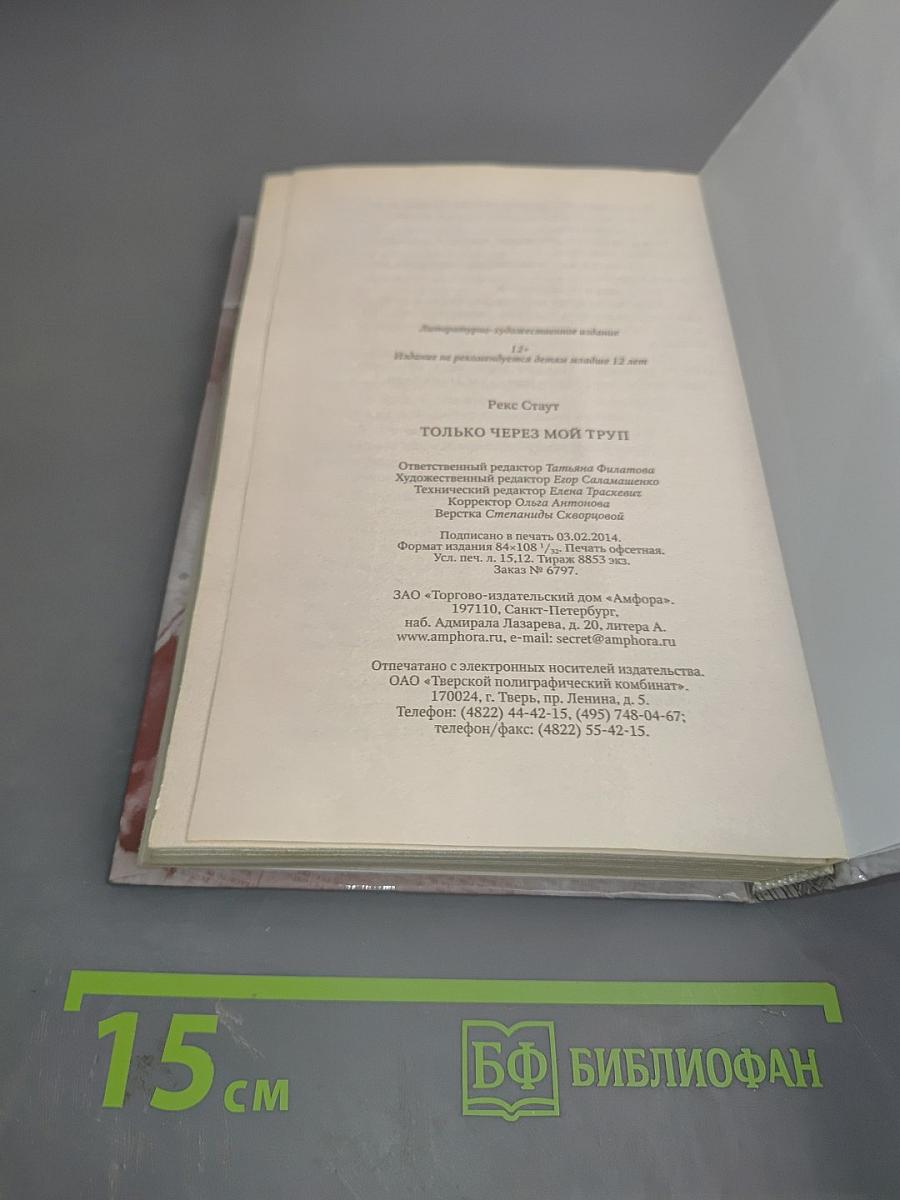 Литературно-художественное издание
12+
Издание не рекомендуется детям младше 12 лет
Рекс Стаут
ТОЛЬКО ЧЕРЕЗ МОЙ ТРУП
Ответственный редактор Татьяна Филатова
Художественный редактор Егор Саламашенко
Технический редактор Елена Траскевич
Корректор Ольга Антонова
Верстка Степаниды Скворцовой
Подписано в печать 03.02.2014.
Формат издания 84×108 1/32. Печать офсетная.
Усл. печ. л. 15,12. Тираж 8853 экз.
Заказ № 6797.
ЗАО «Торгово-издательский дом «Амфора».
197110, Санкт-Петербург,
наб. Адмирала Лазарева, д. 20, литера А.
www.amphora.ru, e-mail: secret@amphora.ru
Отпечатано с электронных носителей издательства.
ОАО «Тверской полиграфический комбинат».
170024, г. Тверь, пр. Ленина, д. 5.
Телефон: (4822) 44-42-15, (495) 748-04-67;
телефон/факс: (4822) 55-42-15.
15 см
БФ БИБЛИОФАН